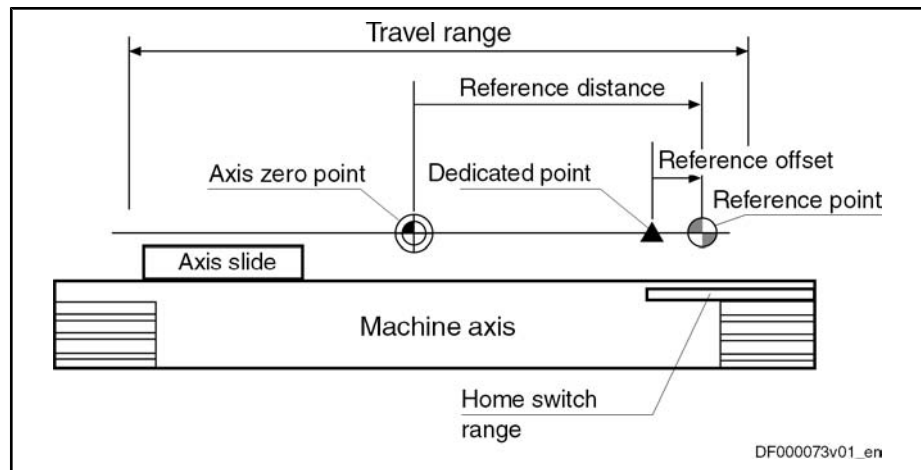 Travel range
Reference distance
Axis zero point
Dedicated point
Reference offset
Reference point
Axis slide
Machine axis
Home switch
range
DF000073v01_en